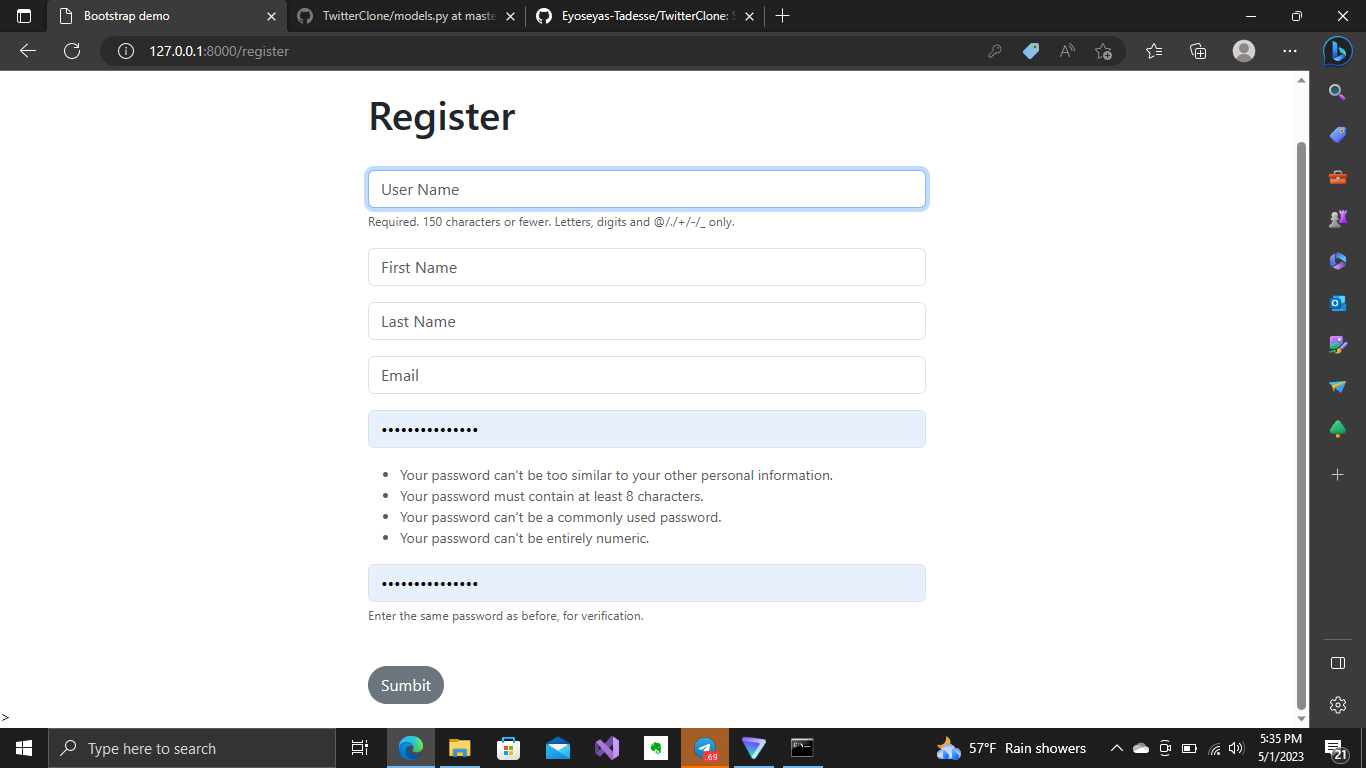 Bootstrap demo
TwitterClone/models.py at maste
Eyoseyas-Tadesse/TwitterClone: S
127.0.0.1:8000/register
Register
User Name
Required. 150 characters or fewer. Letters, digits and @/./+/-/_ only.
First Name
Last Name
Email
•••••••••••••••
• Your password can't be too similar to your other personal information.
• Your password must contain at least 8 characters.
• Your password can't be a commonly used password.
• Your password can't be entirely numeric.
•••••••••••••••
Enter the same password as before, for verification.
Sumbit
>
Type here to search
.69
57°F Rain showers
5:35 PM
5/1/2023
21